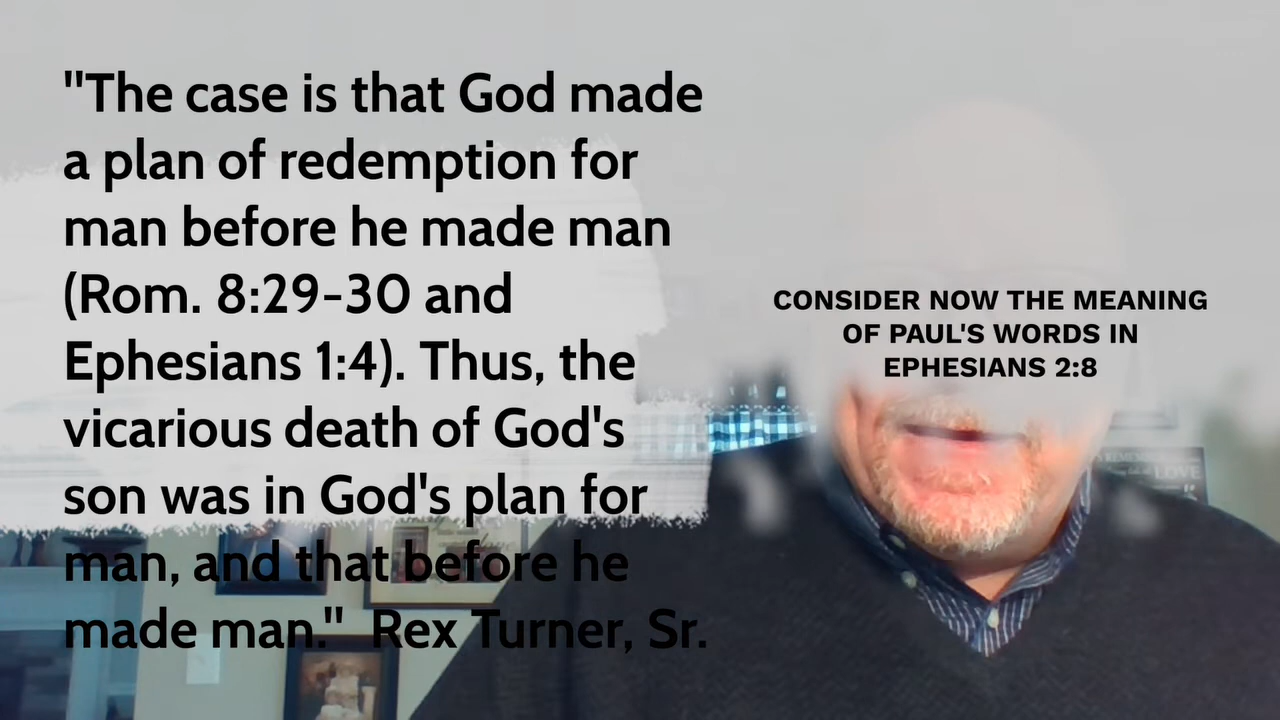 "The case is that God made
a plan of redemption for
man before he made man
(Rom. 8:29-30 and
Ephesians 1:4). Thus, the
vicarious death of God's
son was in God's plan for
man, and that before he
made man." Rex Turner, Sr.
CONSIDER NOW THE MEANING
OF PAUL'S WORDS IN
EPHESIANS 2:8
LOVE